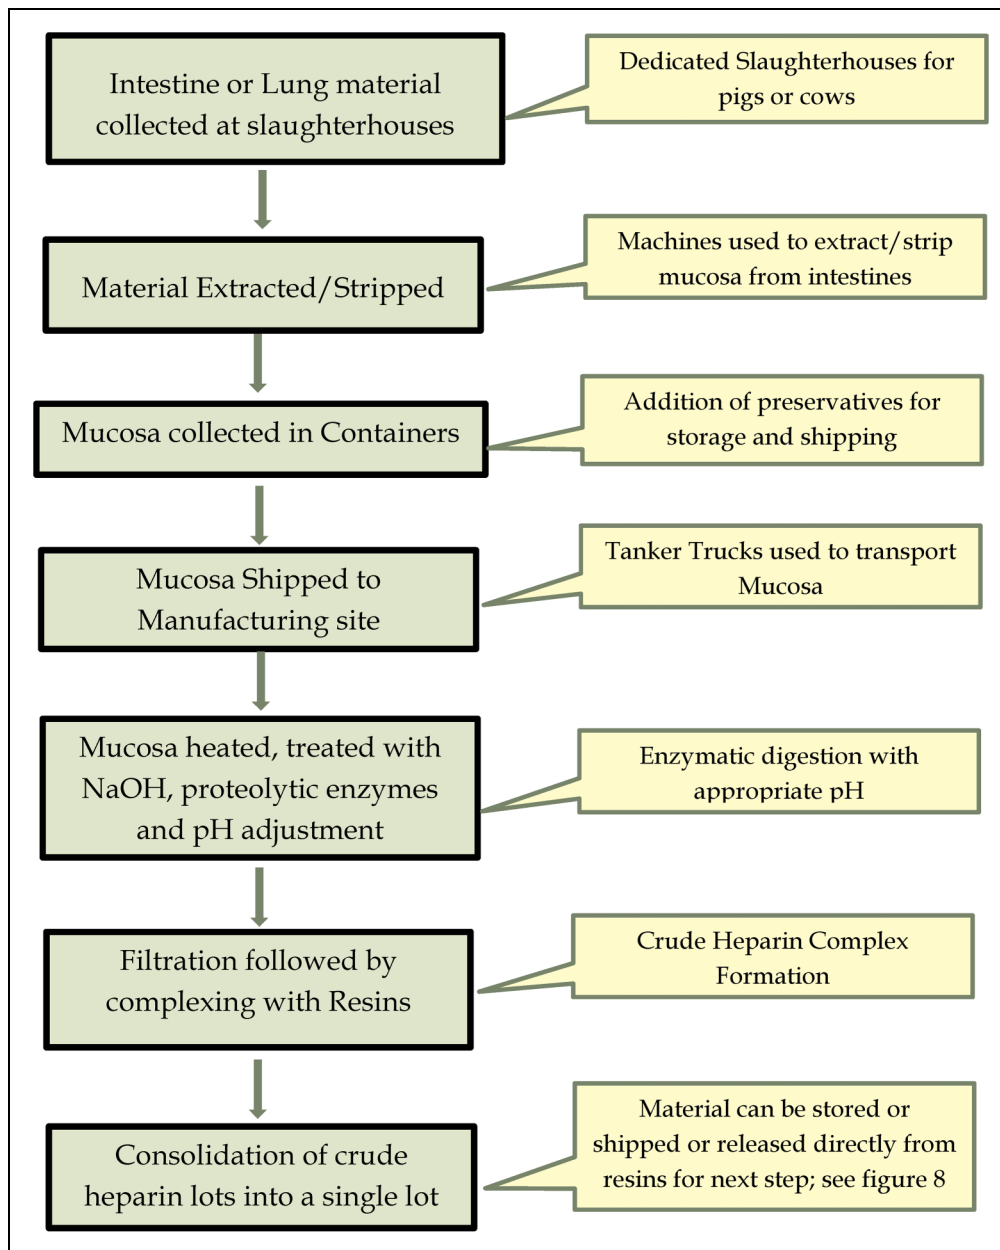 Intestine or Lung material
collected at slaughterhouses
Dedicated Slaughterhouses for
pigs or cows
Material Extracted/Stripped
Machines used to extract/strip
mucosa from intestines
Mucosa collected in Containers
Addition of preservatives for
storage and shipping
Mucosa Shipped to
Manufacturing site
Tanker Trucks used to transport
Mucosa
Mucosa heated, treated with
NaOH, proteolytic enzymes
and pH adjustment
Enzymatic digestion with
appropriate pH
Filtration followed by
complexing with Resins
Crude Heparin Complex
Formation
Consolidation of crude
heparin lots into a single lot
Material can be stored or
shipped or released directly from
resins for next step; see figure 8